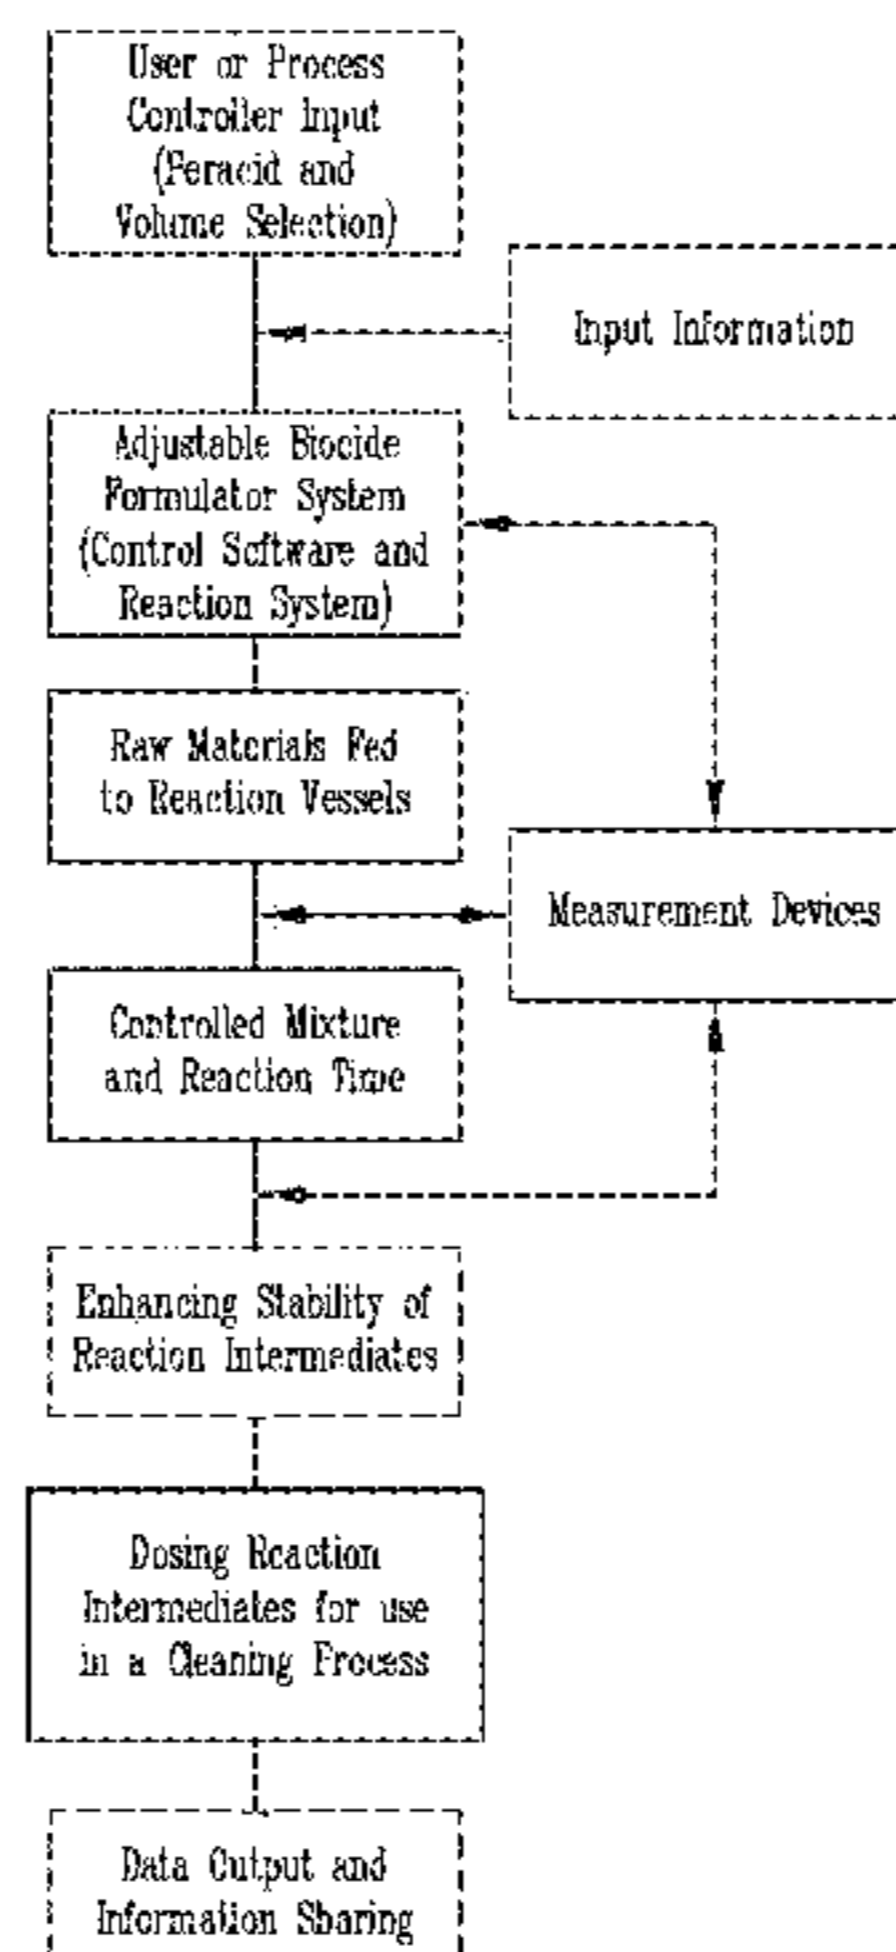 User or Process
Controller Input
(Peracid and
Volume Selection)
Input Information
Adjustable Biocide
Formulator System
(Control Software and
Reaction System)
Raw Materials Fed
to Reaction Vessels
Measurement Devices
Controlled Mixture
and Reaction Time
Enhancing Stability of
Reaction Intermediates
Dosing Reaction
Intermediates for use
in a Cleaning Process
Data Output and
Information Sharing